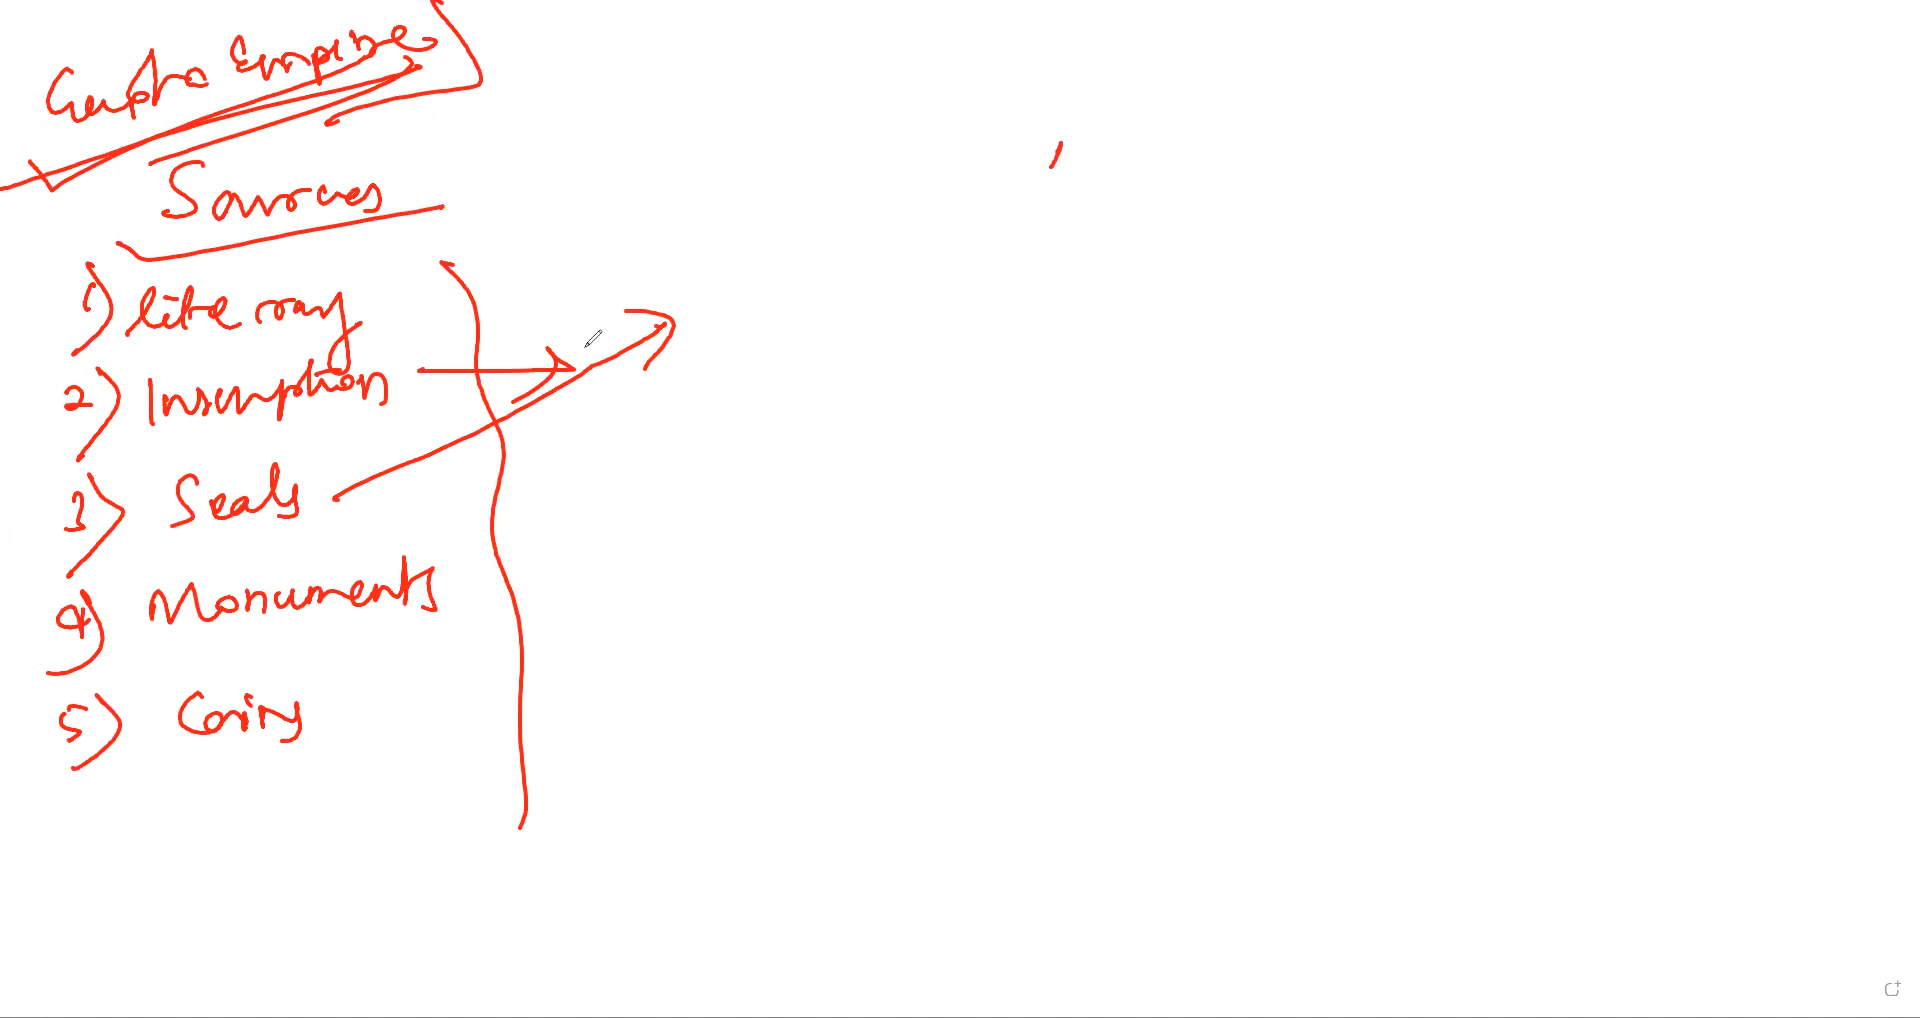 Gupta Empire
Sources
1) literary
2) Inscription
3) Seals
4) Monuments
5) Coins